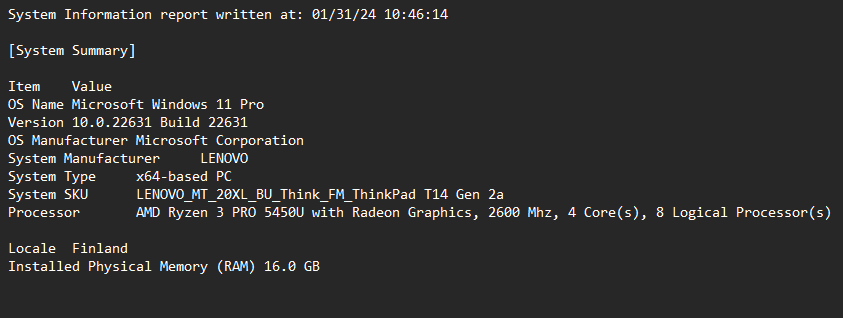 System Information report written at: 01/31/24 10:46:14
[System Summary]
Item Value
OS Name Microsoft Windows 11 Pro
Version 10.0.22631 Build 22631
OS Manufacturer Microsoft Corporation
System Manufacturer LENOVO
System Type x64-based PC
System SKU LENOVO_MT_20XL_BU_Think_FM_ThinkPad T14 Gen 2a
Processor AMD Ryzen 3 PRO 5450U with Radeon Graphics, 2600 Mhz, 4 Core(s), 8 Logical Processor(s)
Locale Finland
Installed Physical Memory (RAM) 16.0 GB